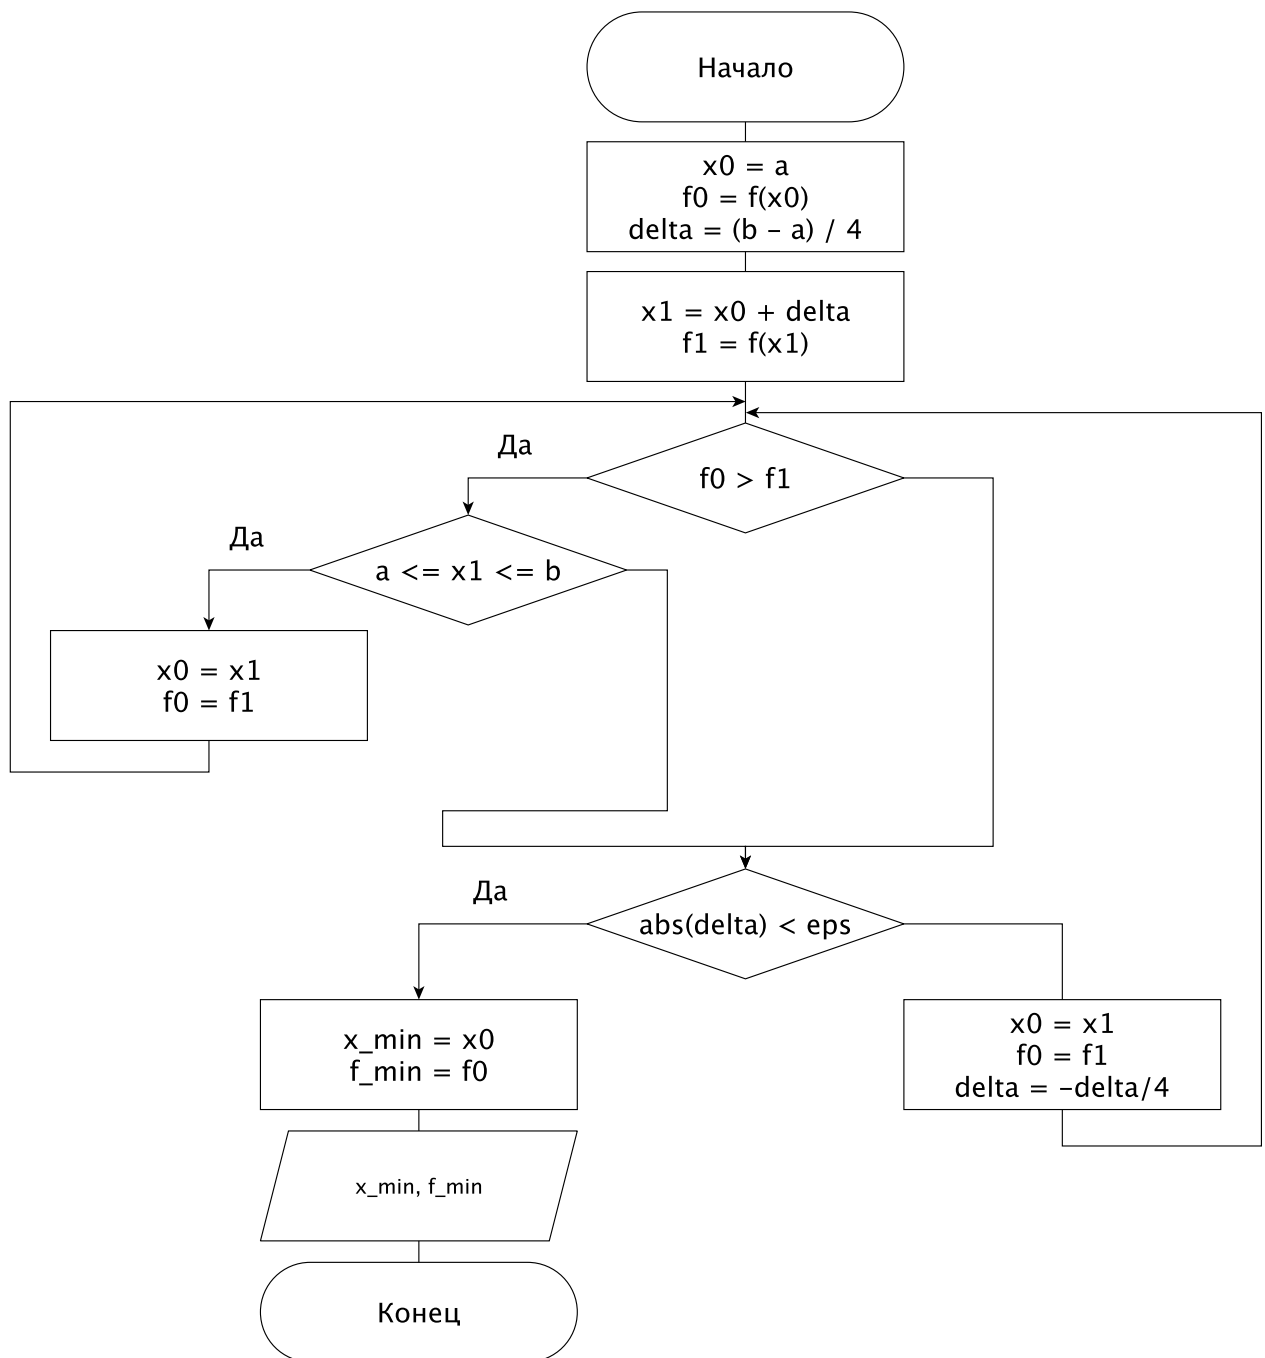 Начало
x0 = a
f0 = f(x0)
delta = (b – a) / 4
x1 = x0 + delta
f1 = f(x1)
Да
f0 > f1
Да
a <= x1 <= b
x0 = x1
f0 = f1
Да
abs(delta) < eps
x_min = x0
f_min = f0
x0 = x1
f0 = f1
delta = –delta/4
x_min, f_min
Конец